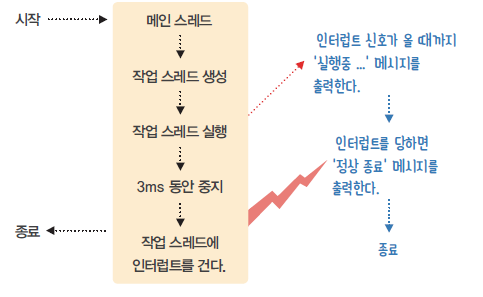 시작
메인 스레드
작업 스레드 생성
작업 스레드 실행
3ms 동안 중지
작업 스레드에
인터럽트를 건다.
종료
인터럽트 신호가 올 때까지
'실행중 ...' 메시지를
출력한다.
인터럽트를 당하면
'정상 종료' 메시지를
출력한다.
종료